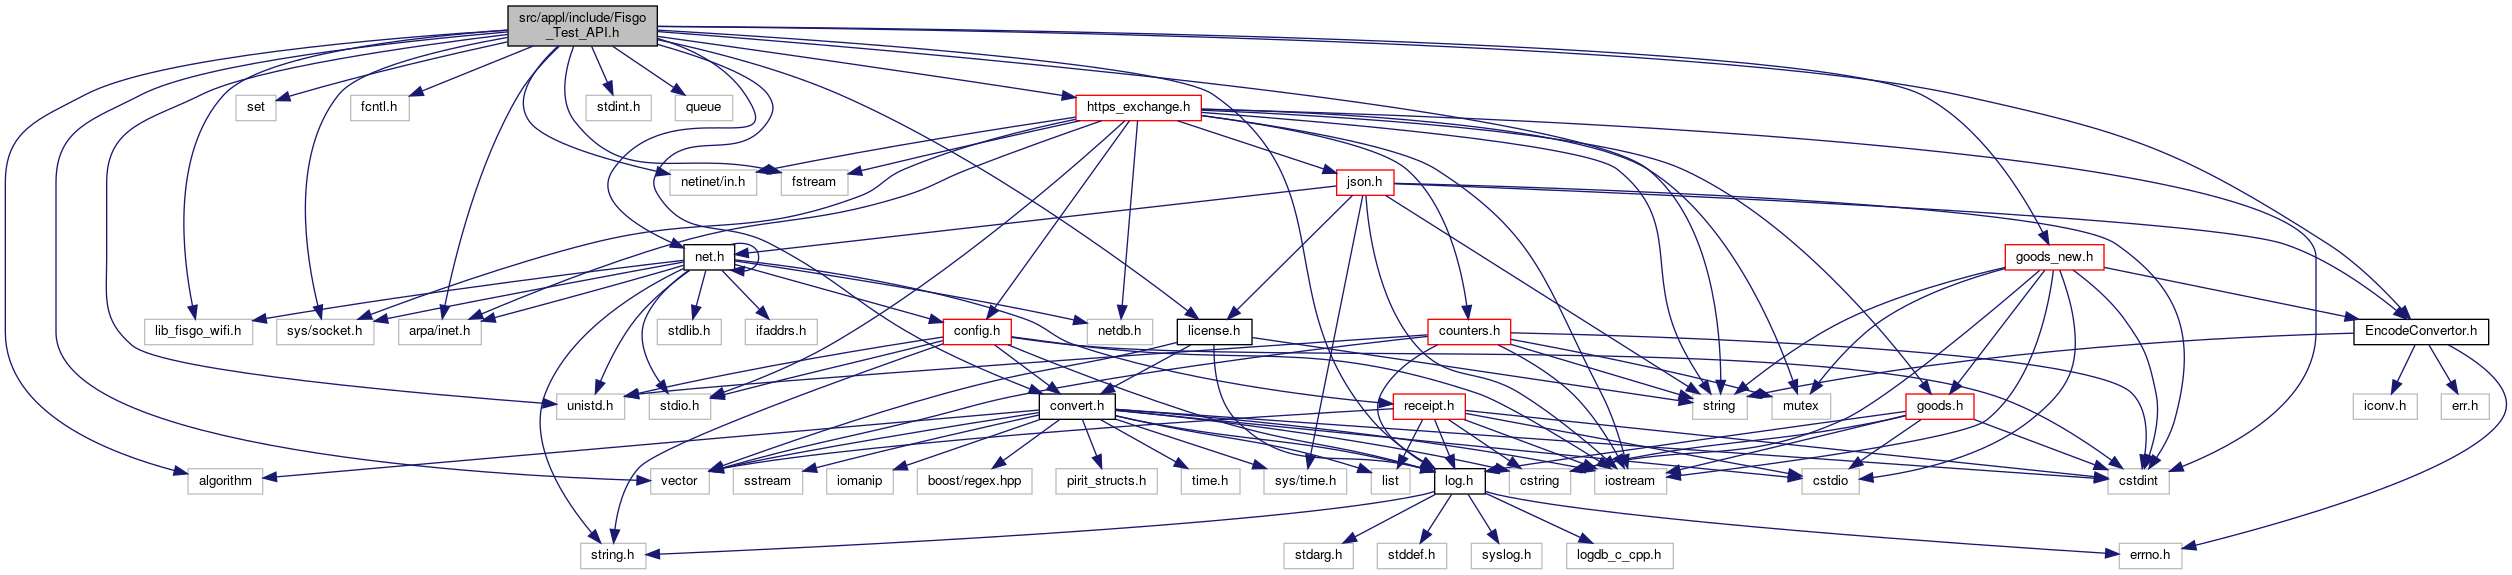 src/appl/include/Fisgo
_Test_API.h
set
fcntl.h
stdint.h
queue
https_exchange.h
netinet/in.h
fstream
json.h
net.h
goods_new.h
lib_fisgo_wifi.h
sys/socket.h
arpa/inet.h
stdlib.h
ifaddrs.h
config.h
netdb.h
license.h
counters.h
EncodeConvertor.h
unistd.h
stdio.h
convert.h
receipt.h
string
mutex
goods.h
iconv.h
err.h
algorithm
vector
sstream
iomanip
boost/regex.hpp
pirit_structs.h
time.h
sys/time.h
list
log.h
cstring
iostream
cstdio
cstdint
string.h
stdarg.h
stddef.h
syslog.h
logdb_c_cpp.h
errno.h